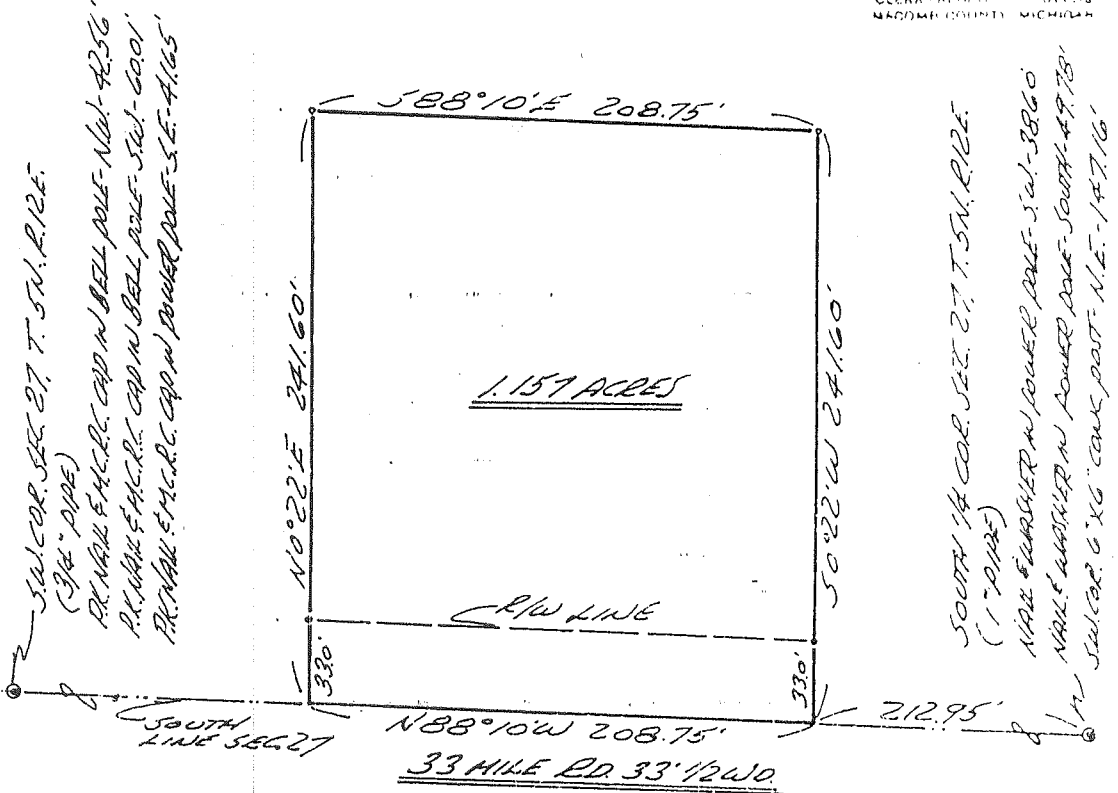 MACOMB COUNTY MICHIGAN
S88°10'E 208.75'
S.W. COR. SEC. 27, T. 5N., R.12E.
(3/4" PIPE)
P.K. NAIL & M.C.R.C. CAP IN BELL POLE - N.W. - 42.56'
P.K. NAIL & M.C.R.C. CAP IN BELL POLE - S.W. - 60.01'
P.K. NAIL & M.C.R.C. CAP IN POWER POLE - S.E. - 41.65'
N0°22'E 241.60'
1.157 ACRES
S0°22'W 241.60'
SOUTH 1/4 COR. SEC. 27, T. 5N., R.12E.
(1" PIPE)
NAIL & WASHER IN POWER POLE - S.W. - 38.60'
NAIL & WASHER IN POWER POLE - SOUTH - 49.78'
S.W. COR. 6"X6" CONC. POST - N.E. - 147.16'
R/W LINE
33.0'
33.0'
SOUTH
LINE SEC. 27
N88°10'W 208.75'
212.95'
33 MILE RD. 33' 1/2 WD.